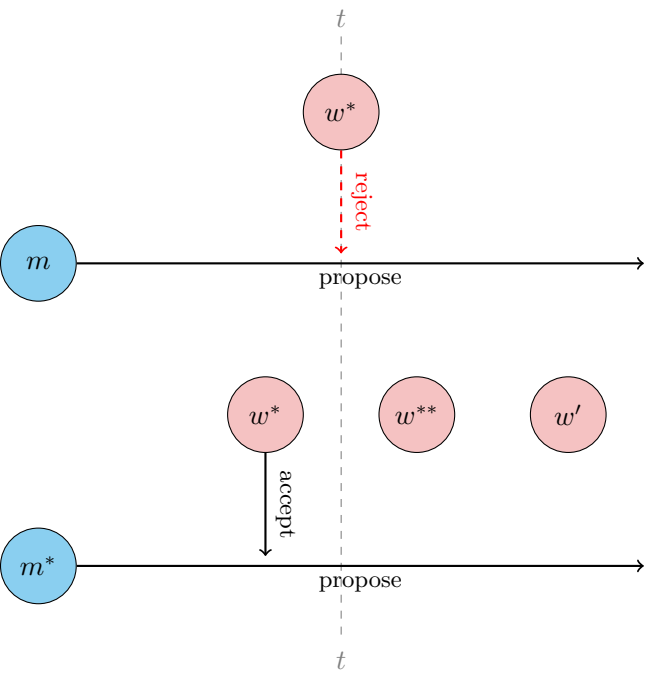 t
w*
reject
m
propose
w* w** w′
accept
m*
propose
t